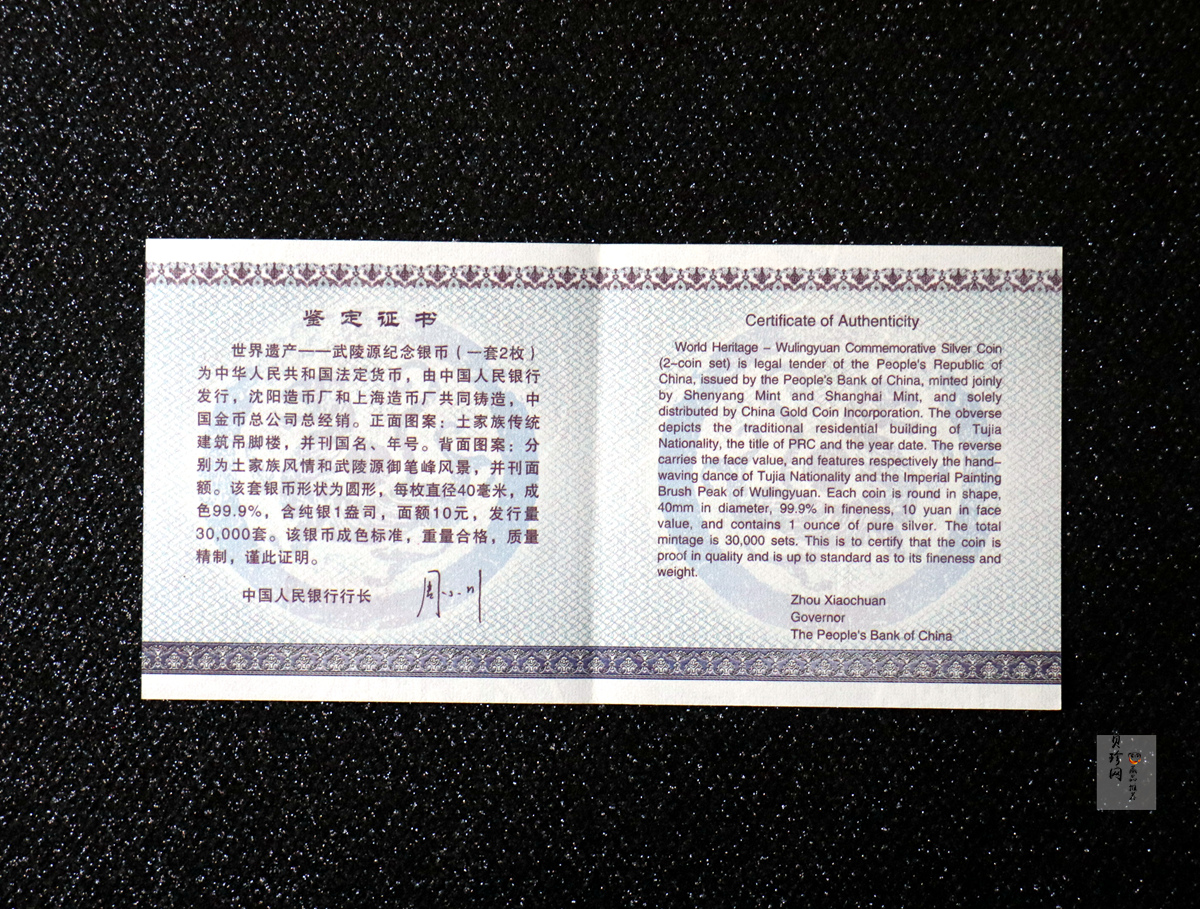 鉴定证书
世界遗产——武陵源纪念银币(一套2枚)
为中华人民共和国法定货币，由中国人民银行
发行，沈阳造币厂和上海造币厂共同铸造，中
国金币总公司总经销。正面图案：土家族传统
建筑吊脚楼，并刊国名、年号。背面图案：分
别为土家族风情和武陵源御笔峰风景，并刊面
额。该套银币形状为圆形，每枚直径40毫米，成
色99.9%，含纯银1盎司，面额10元，发行量
30,000套。该银币成色标准，重量合格，质量
精制，谨此证明。
中国人民银行行长 周小川
Certificate of Authenticity
World Heritage – Wulingyuan Commemorative Silver Coin
(2–coin set) is legal tender of the People's Republic of
China, issued by the People's Bank of China, minted joinly
by Shenyang Mint and Shanghai Mint, and solely
distributed by China Gold Coin Incorporation. The obverse
depicts the traditional residential building of Tujia
Nationality, the title of PRC and the year date. The reverse
carries the face value, and features respectively the hand–
waving dance of Tujia Nationality and the Imperial Painting
Brush Peak of Wulingyuan. Each coin is round in shape,
40mm in diameter, 99.9% in fineness, 10 yuan in face
value, and contains 1 ounce of pure silver. The total
mintage is 30,000 sets. This is to certify that the coin is
proof in quality and is up to standard as to its fineness and
weight.
Zhou Xiaochuan
Governor
The People's Bank of China
珍网